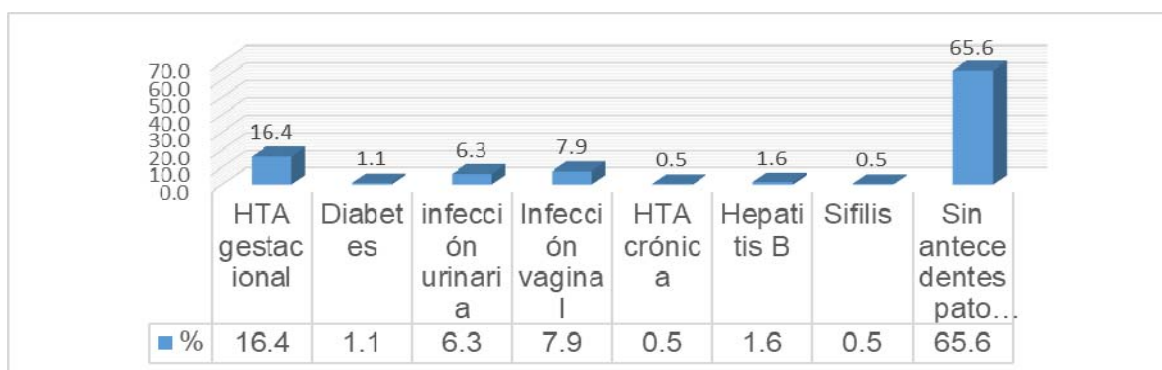 65.6
70.0
60.0
50.0
40.0
30.0
20.0
10.0
0.0
16.4
1.1
6.3
7.9
0.5
1.6
0.5
HTA
gestac
ional
Diabet
es
infecci
ón
urinari
a
Infecci
ón
vagina
l
HTA
crónic
a
Hepati
tis B
Sifilis
Sin
antece
dentes
pato...
% 16.4 1.1 6.3 7.9 0.5 1.6 0.5 65.6